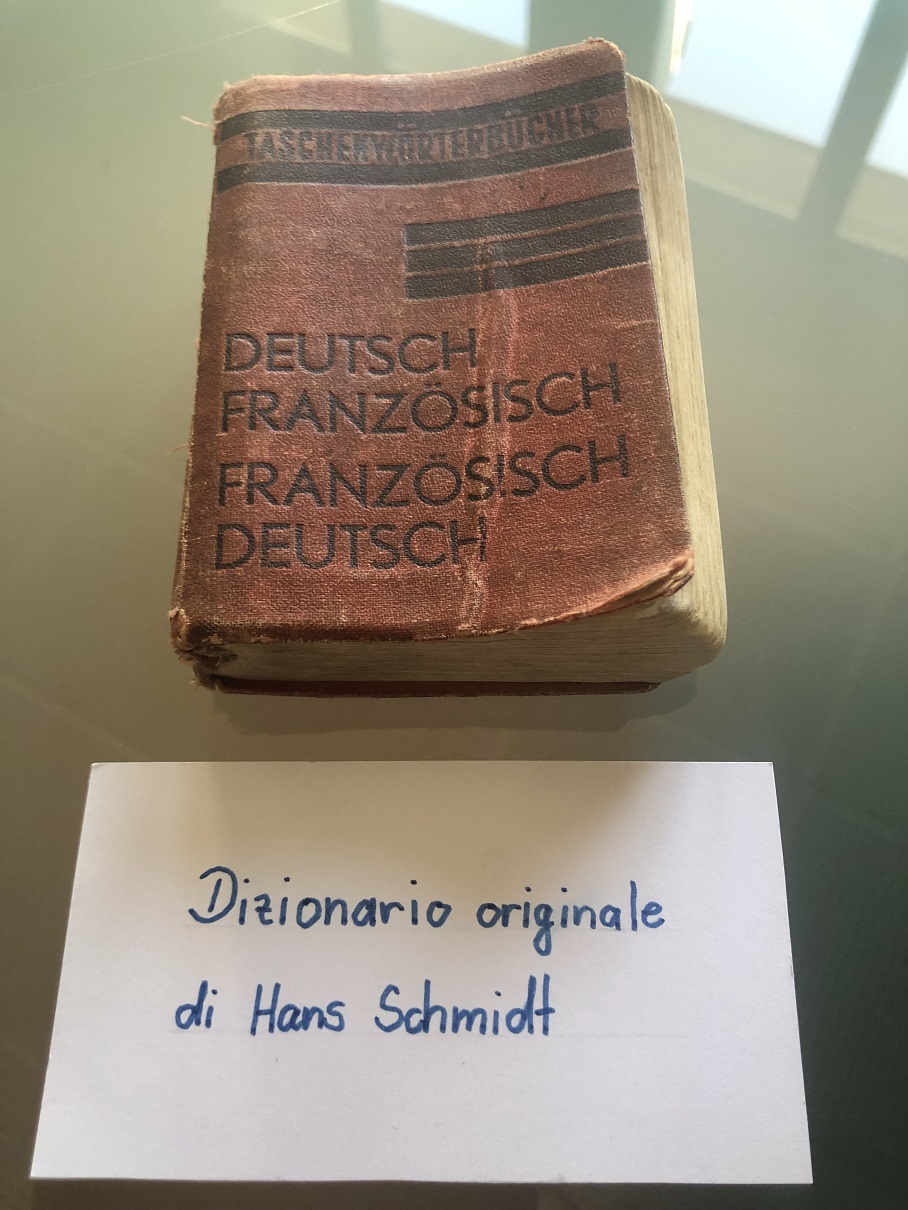 TASCHENWÖRTERBÜCHER
DEUTSCH
FRANZÖSISCH
FRANZÖSISCH
DEUTSCH
Dizionario originale
di Hans Schmidt